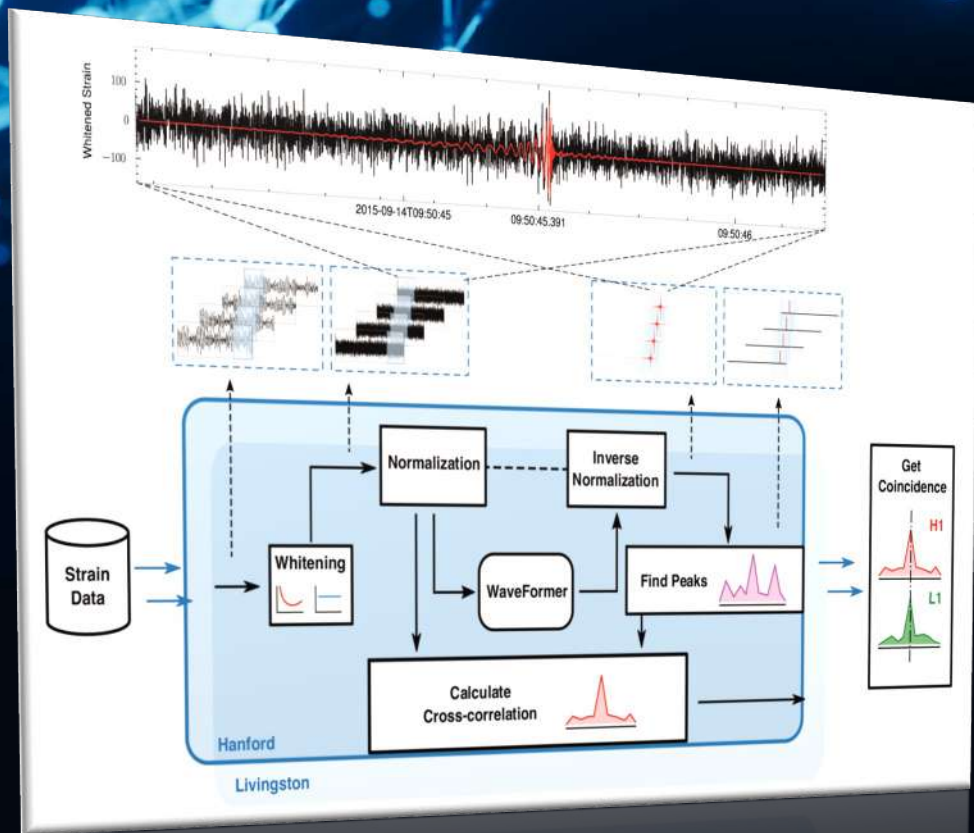 Whitened Strain
100
0
−100
2015-09-14T09:50:45
09:50:45.391
09:50:46
Normalization
Inverse
Normalization
Get
Coincidence
H1
L1
Strain
Data
Whitening
WaveFormer
Find Peaks
Calculate
Cross-correlation
Hanford
Livingston